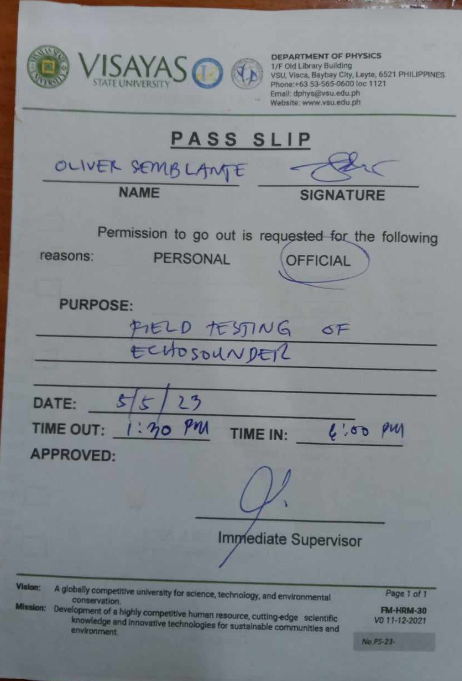 VISAYAS
STATE UNIVERSITY
DEPARTMENT OF PHYSICS
1/F Old Library Building
VSU, Visca, Baybay City, Leyte, 6521 PHILIPPINES
Phone:+63 53-565-0600 loc 1121
Email: dphys@vsu.edu.ph
Website: www.vsu.edu.ph
PASS SLIP
OLIVER SEMBLANTE
NAME
SIGNATURE
Permission to go out is requested for the following
reasons: PERSONAL OFFICIAL
PURPOSE:
FIELD TESTING OF
ECHOSOUNDER
DATE: 5/5/23
TIME OUT: 1:30 PM TIME IN: 6:00 PM
APPROVED:
Immediate Supervisor
Vision: A globally competitive university for science, technology, and environmental
conservation.
Mission: Development of a highly competitive human resource, cutting-edge scientific
knowledge and innovative technologies for sustainable communities and
environment.
Page 1 of 1
FM-HRM-30
V0 11-12-2021
No.PS-23-